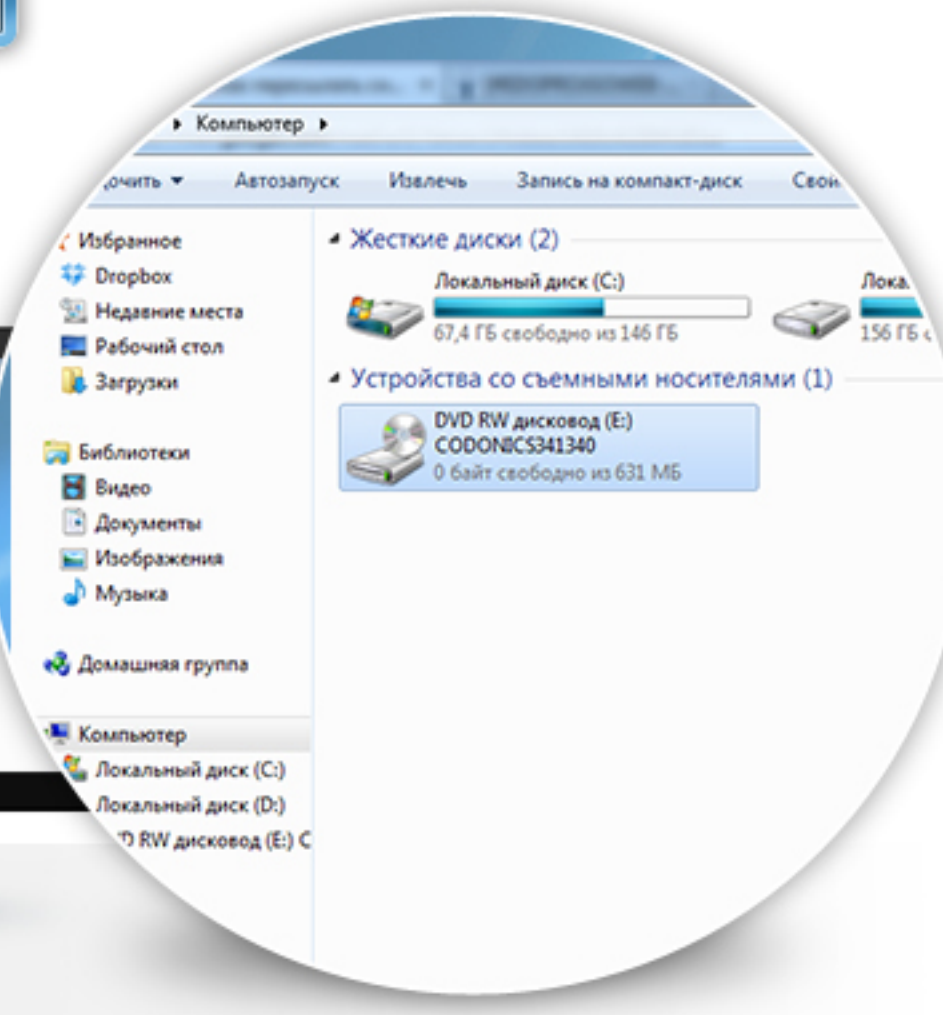 Компьютер
Автозапуск Извлечь Запись на компакт-диск
Избранное
Dropbox
Недавние места
Рабочий стол
Загрузки
Библиотеки
Видео
Документы
Изображения
Музыка
Домашняя группа
Компьютер
Локальный диск (C:)
Локальный диск (D:)
RW дисковод (E:) C
Жесткие диски (2)
Локальный диск (C:)
67,4 ГБ свободно из 146 ГБ
156 ГБ
Устройства со съемными носителями (1)
DVD RW дисковод (E:)
CODONICS341340
0 байт свободно из 631 МБ